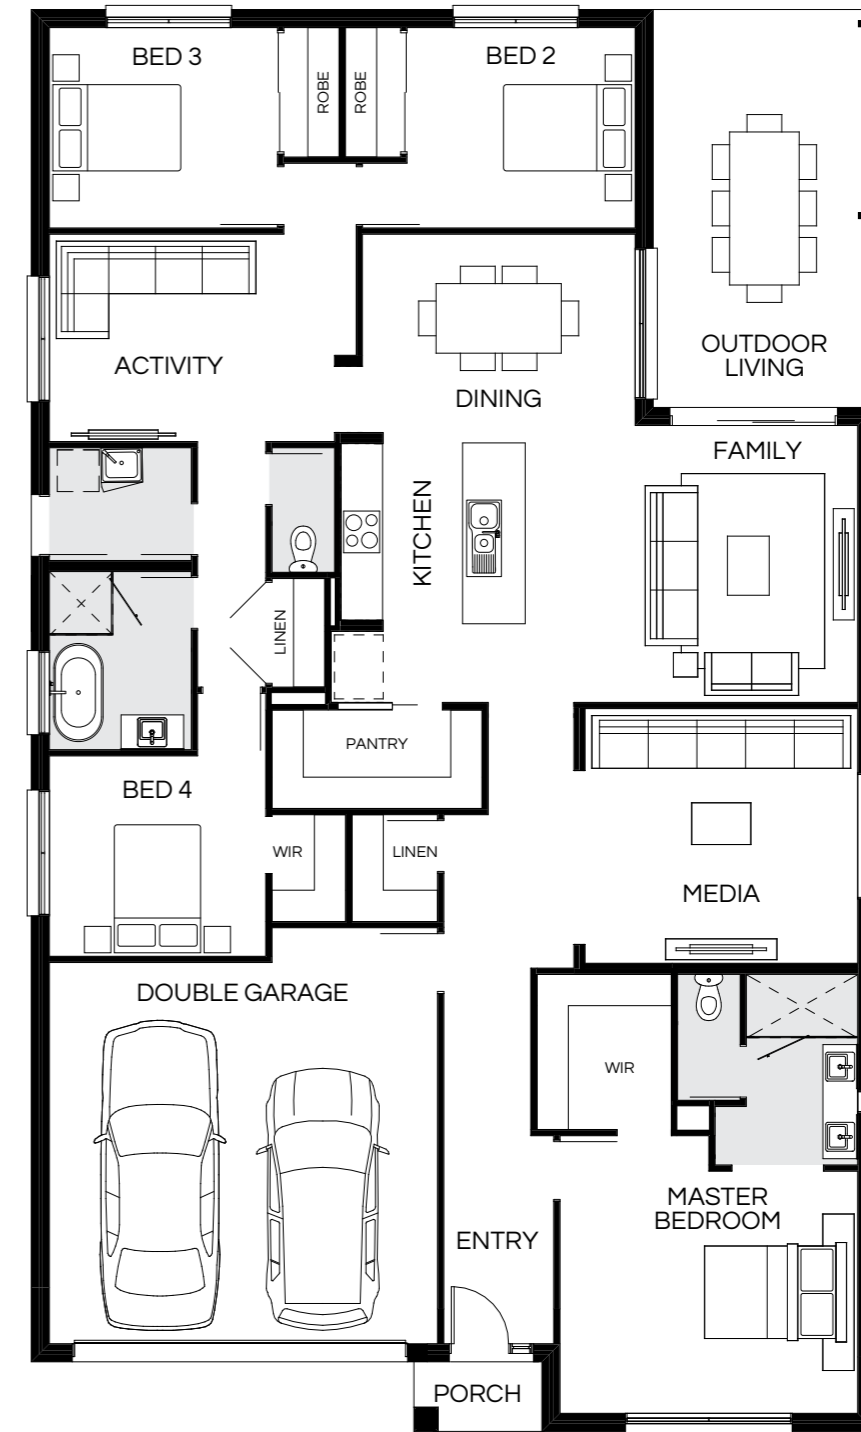 BED 3
BED 2
ROBE
ROBE
OUTDOOR
LIVING
ACTIVITY
DINING
FAMILY
KITCHEN
LINEN
PANTRY
BED 4
WIR
LINEN
MEDIA
DOUBLE GARAGE
WIR
MASTER
BEDROOM
ENTRY
PORCH